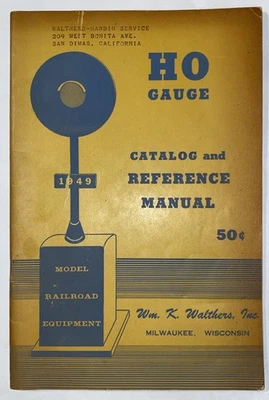 WALTHERS-HANSIN SERVICE
209 WEST BONITA AVE.
SAN DIMAS, CALIFORNIA
HO
GAUGE
CATALOG and
REFERENCE
MANUAL
50¢
1949
MODEL
RAILROAD
EQUIPMENT
Wm. K. Walthers, Inc.
MILWAUKEE, WISCONSIN